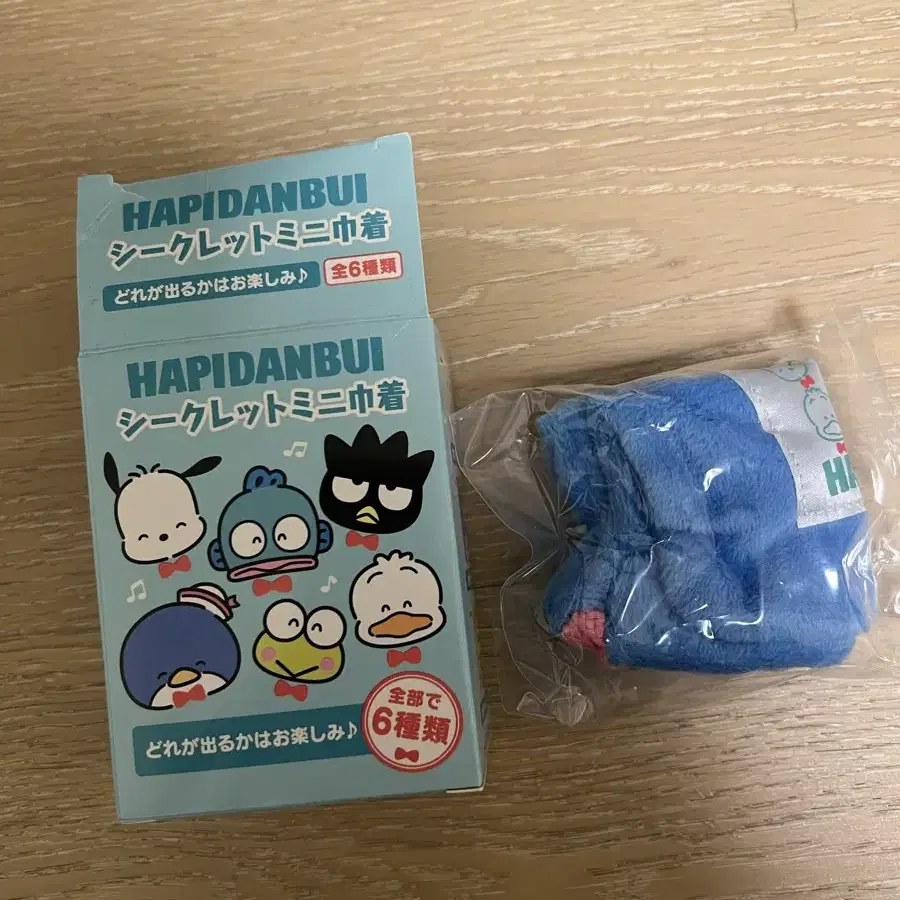 HAPIDANBUI
シークレットミニ巾着
どれが出るかはお楽しみ♪
全6種類
HAPIDANBUI
シークレットミニ巾着
どれが出るかはお楽しみ♪
全部で
6種類
HA